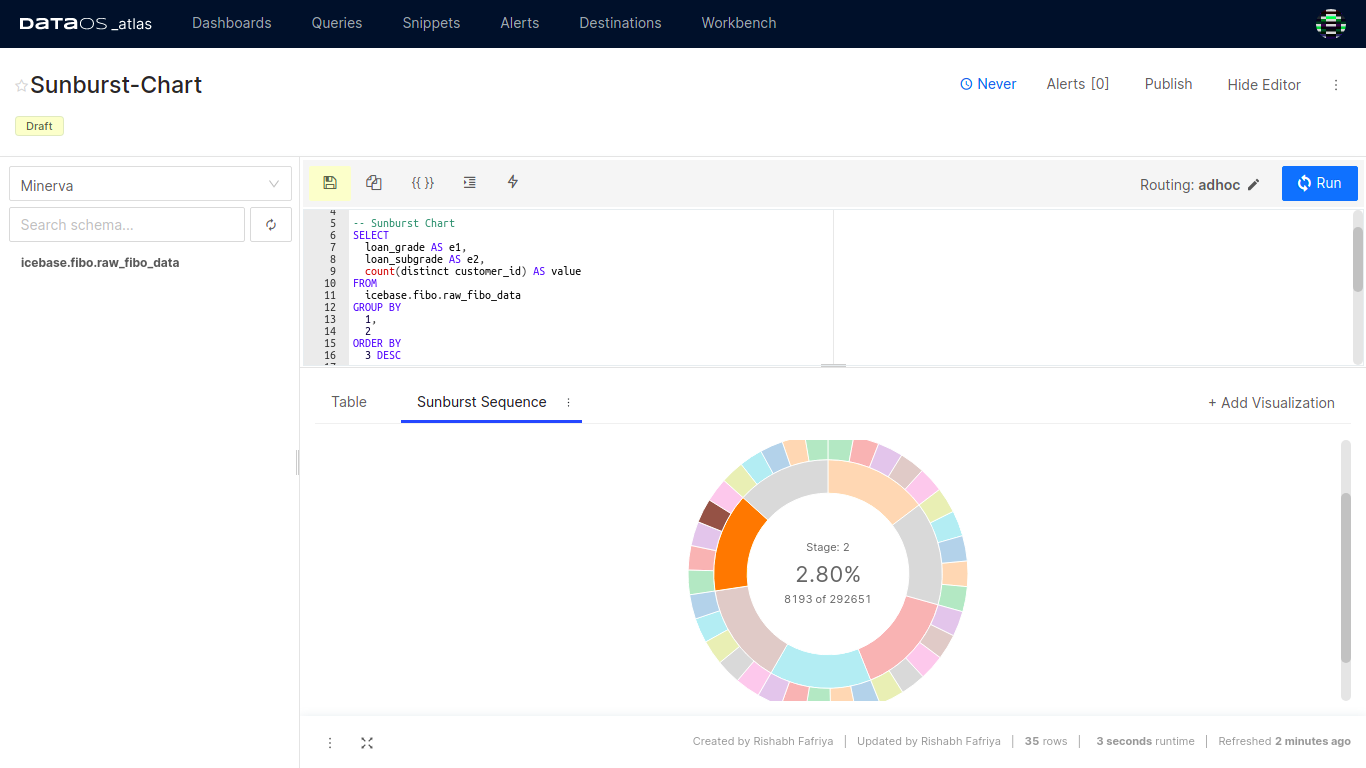 DATAOS _atlas Dashboards Queries Snippets Alerts Destinations Workbench
Sunburst-Chart
Never Alerts [0] Publish Hide Editor
Draft
Minerva
Search schema...
icebase.fibo.raw_fibo_data
{{ }} Routing: adhoc Run
4
5 -- Sunburst Chart
6 SELECT
7 loan_grade AS e1,
8 loan_subgrade AS e2,
9 count(distinct customer_id) AS value
10 FROM
11 icebase.fibo.raw_fibo_data
12 GROUP BY
13 1,
14 2
15 ORDER BY
16 3 DESC
Table Sunburst Sequence + Add Visualization
Stage: 2
2.80%
8193 of 292651
Created by Rishabh Fafriya | Updated by Rishabh Fafriya | 35 rows | 3 seconds runtime | Refreshed 2 minutes ago